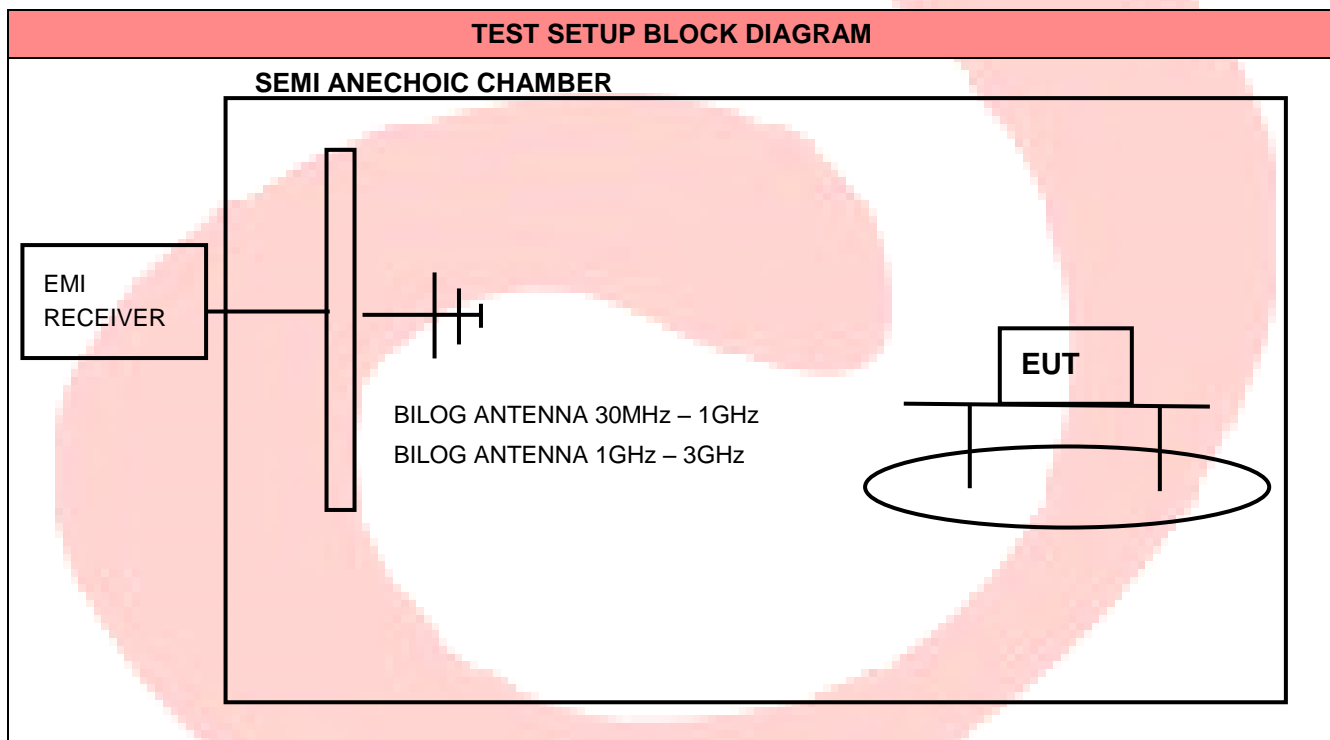 TEST SETUP BLOCK DIAGRAM
SEMI ANECHOIC CHAMBER
EMI
RECEIVER
BILOG ANTENNA 30MHz – 1GHz
BILOG ANTENNA 1GHz – 3GHz
EUT